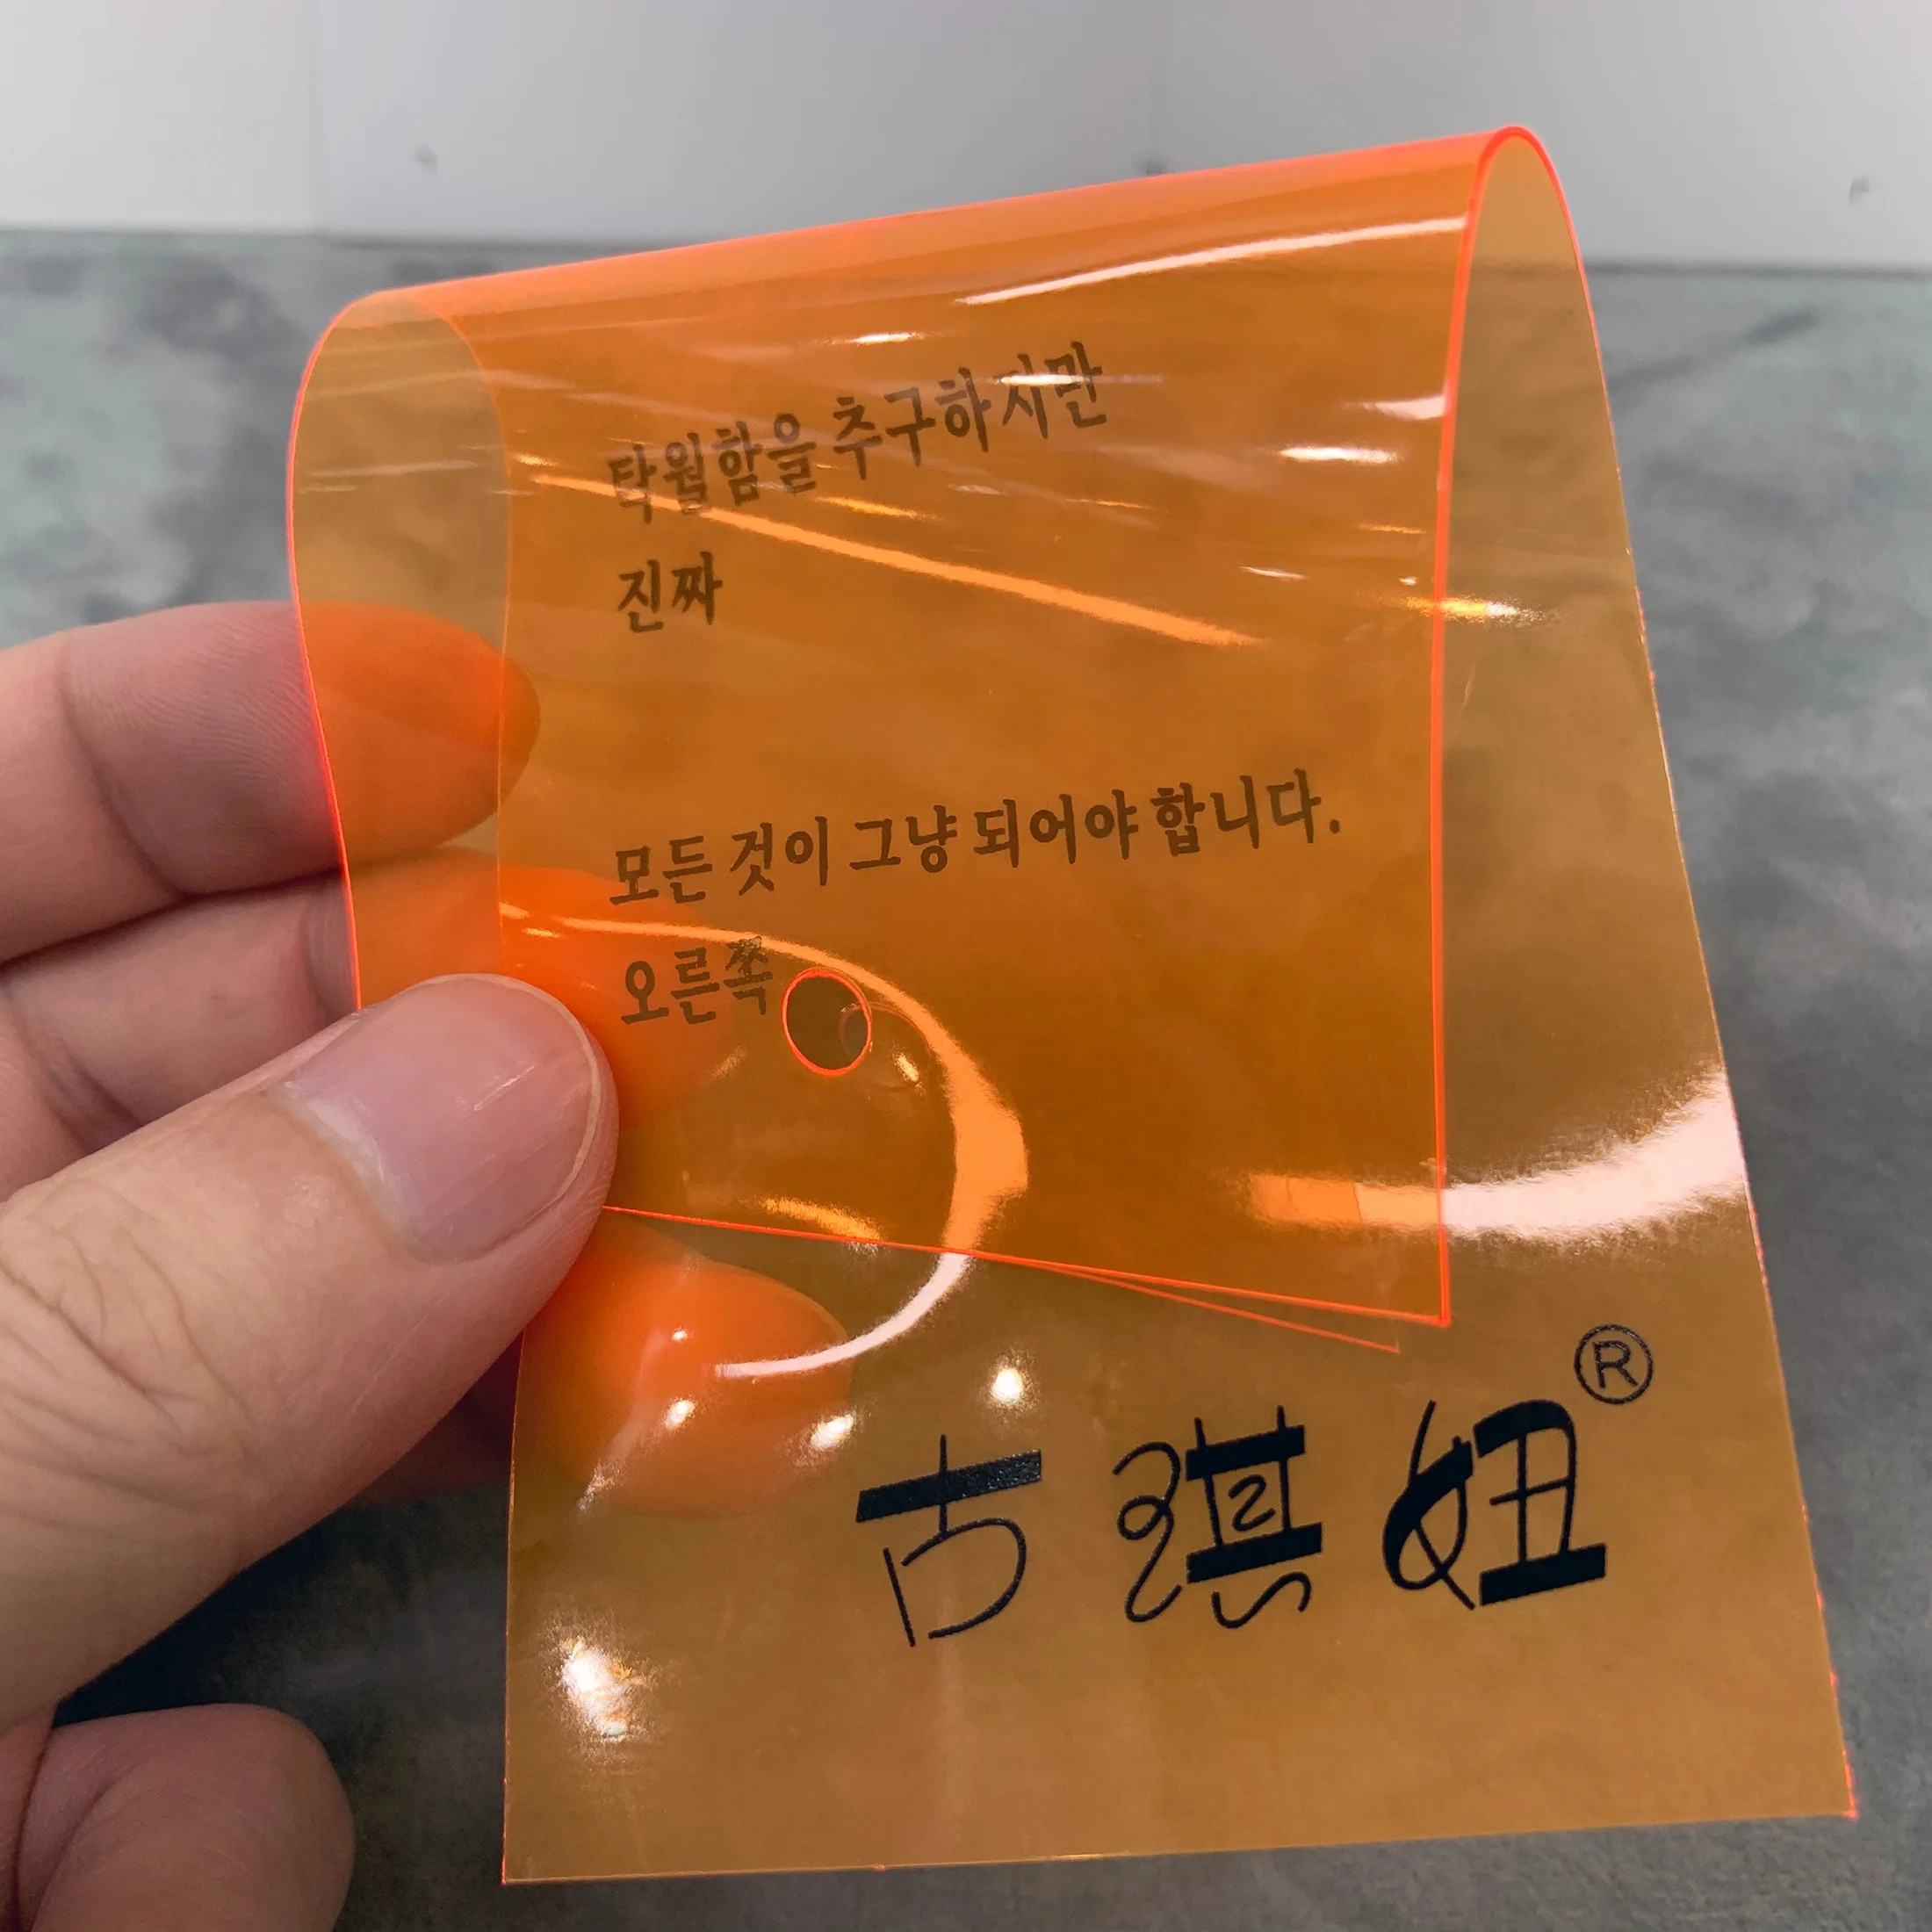 탁월함을 추구하지만
진짜
모든 것이 그냥 되어야 합니다.
오른쪽
古琪妞®